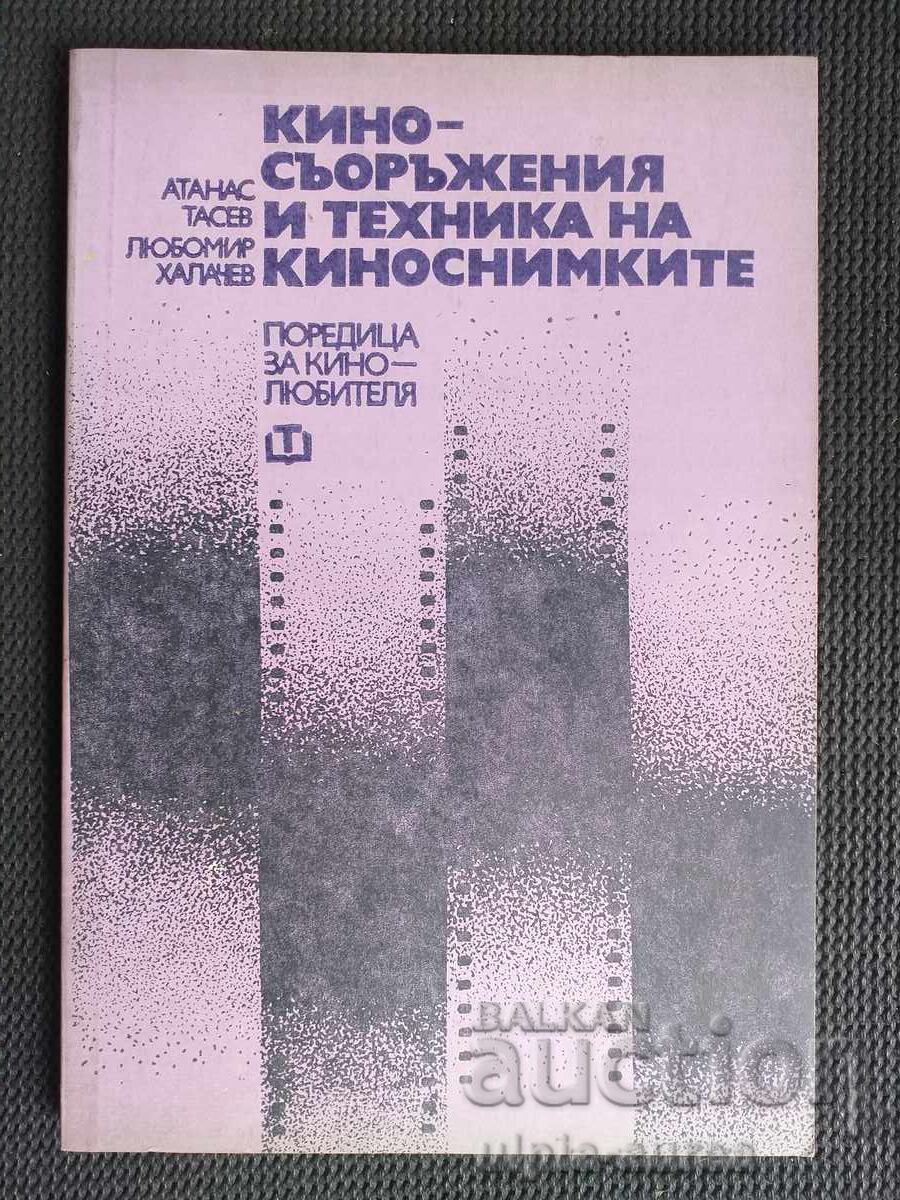 КИНО-
СЪОРЪЖЕНИЯ
И ТЕХНИКА НА
КИНОСНИМКИТЕ
АТАНАС
ТАСЕВ
ЛЮБОМИР
ХАЛАЧЕВ
ПОРЕДИЦА
ЗА КИНО-
ЛЮБИТЕЛЯ
Т
BALKAN
auction